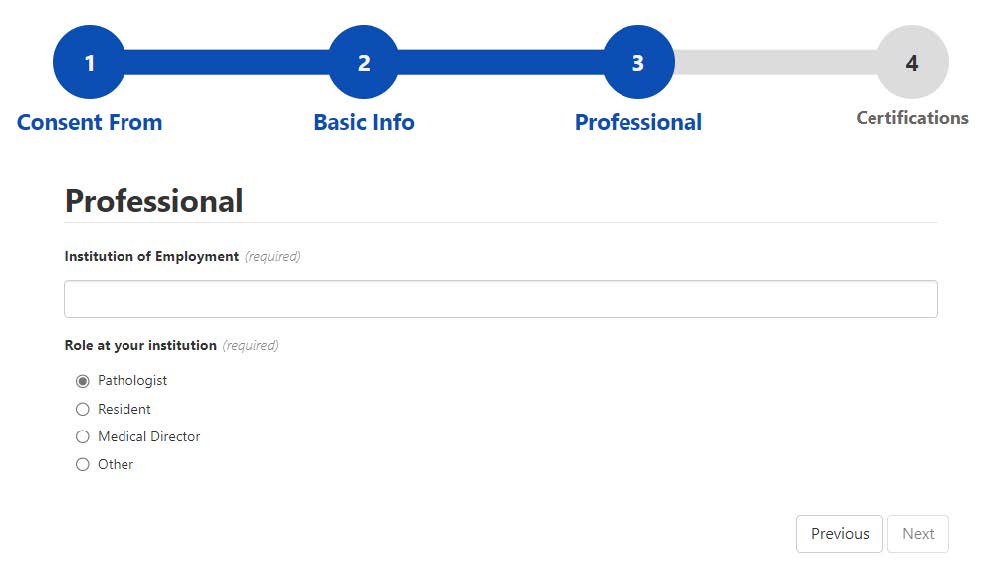 1 2 3 4
Consent From Basic Info Professional Certifications
Professional
Institution of Employment (required)
Role at your institution (required)
Pathologist
Resident
Medical Director
Other
Previous Next